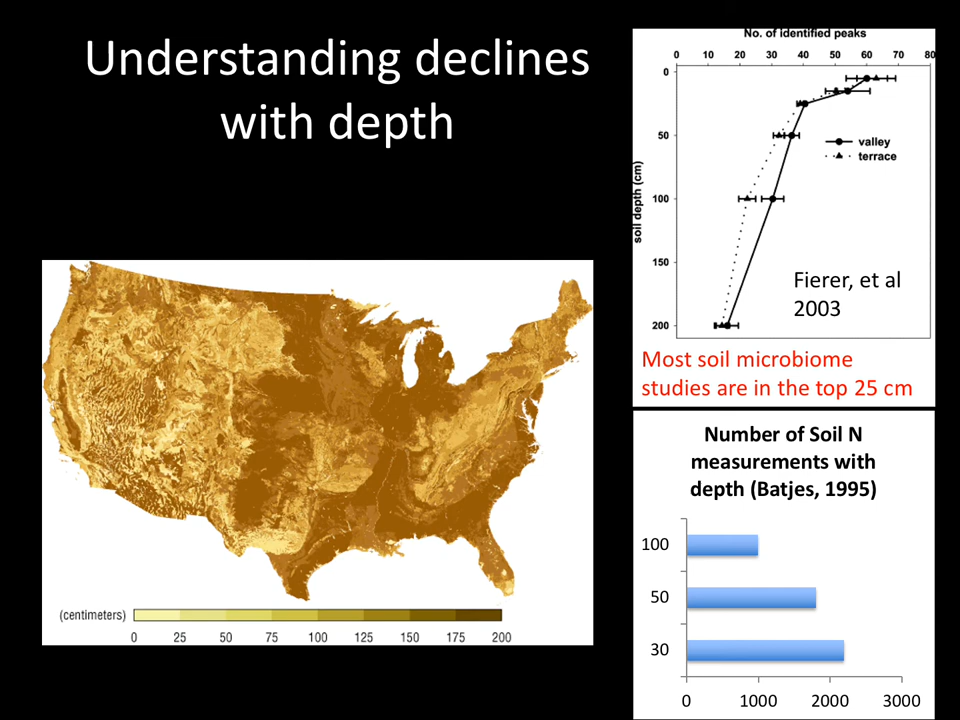 Understanding declines
with depth
No. of identified peaks
0 10 20 30 40 50 60 70 80
0
50
100
150
200
soil depth (cm)
valley
terrace
Fierer, et al
2003
Most soil microbiome
studies are in the top 25 cm
(centimeters)
0 25 50 75 100 125 150 175 200
Number of Soil N
measurements with
depth (Batjes, 1995)
100
50
30
0 1000 2000 3000